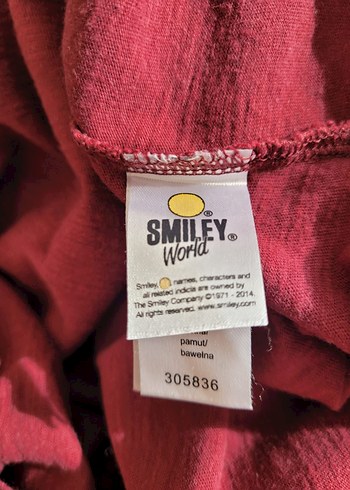 SMILEY®
World
Smiley, names, characters and
all related indicia are owned by
The Smiley Company ©1971 - 2014.
All rights reserved. www.smiley.com
pamut/
bawełna
305836